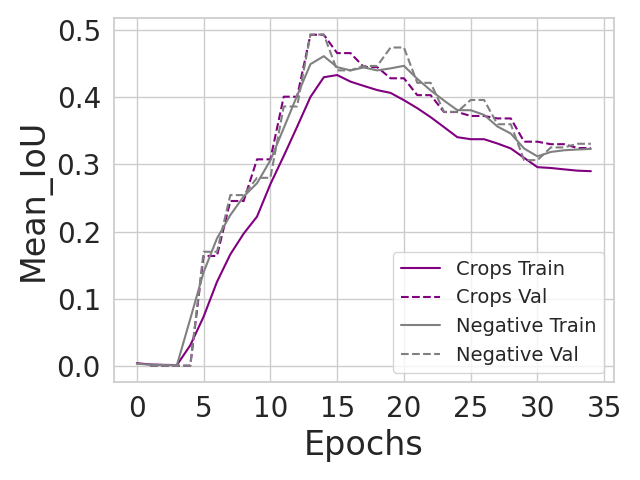 Mean_IoU
0.5
0.4
0.3
0.2
0.1
0.0
Crops Train
Crops Val
Negative Train
Negative Val
0 5 10 15 20 25 30 35
Epochs